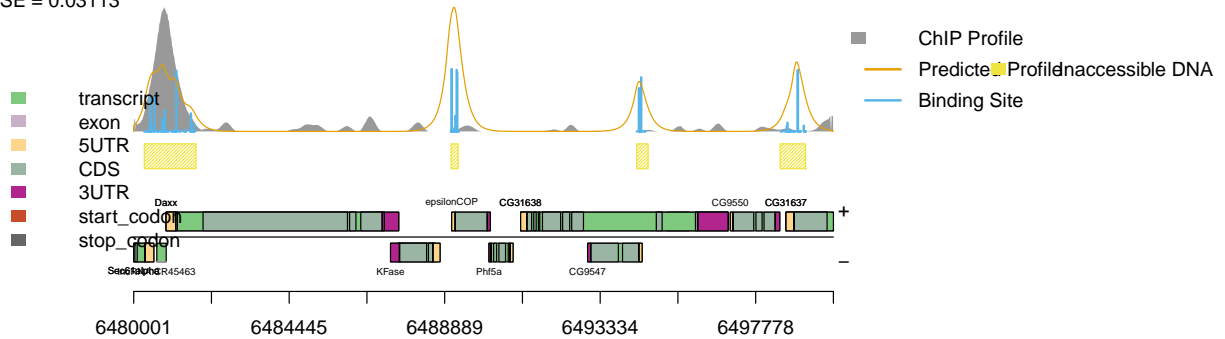 SE = 0.03113
ChIP Profile
Predicted Profile
Inaccessible DNA
Binding Site
transcript
exon
5UTR
CDS
3UTR
start_codon
stop_codon
Daxx
epsilonCOP
CG31638
CG9550
CG31637
+
CR45463
KFase
Phf5a
CG9547
–
6480001
6484445
6488889
6493334
6497778